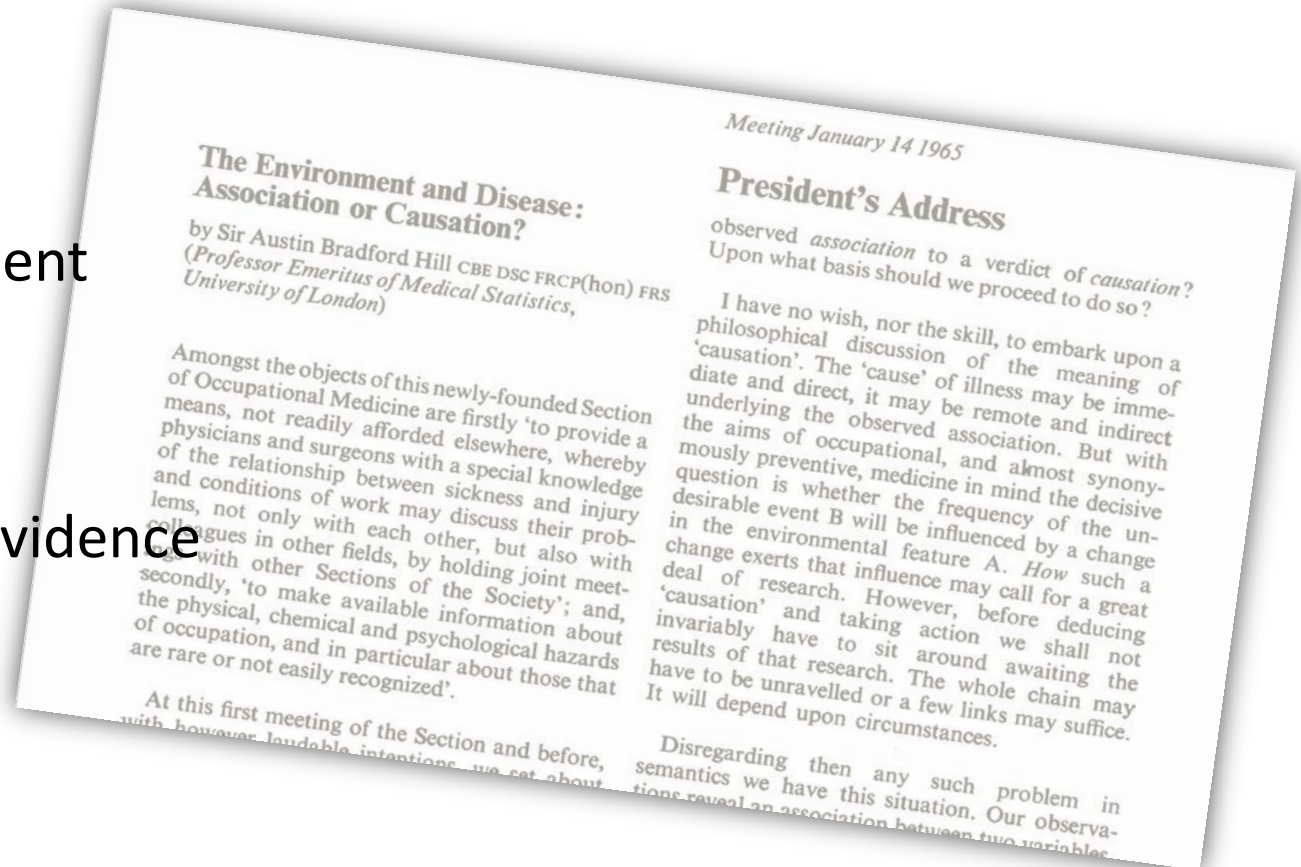 ent
vidence
Meeting January 14 1965
The Environment and Disease:
Association or Causation?
by Sir Austin Bradford Hill CBE DSC FRCP(hon) FRS
(Professor Emeritus of Medical Statistics,
University of London)
Amongst the objects of this newly-founded Section
of Occupational Medicine are firstly ‘to provide a
means, not readily afforded elsewhere, whereby
physicians and surgeons with a special knowledge
of the relationship between sickness and injury
and conditions of work may discuss their prob-
lems, not only with each other, but also with
colleagues in other fields, by holding joint meet-
ings with other Sections of the Society’; and,
secondly, ‘to make available information about
the physical, chemical and psychological hazards
of occupation, and in particular about those that
are rare or not easily recognized’.
At this first meeting of the Section and before,
with however laudable intentions, we set about
President’s Address
observed association to a verdict of causation?
Upon what basis should we proceed to do so?
I have no wish, nor the skill, to embark upon a
philosophical discussion of the meaning of
‘causation’. The ‘cause’ of illness may be imme-
diate and direct, it may be remote and indirect
underlying the observed association. But with
the aims of occupational, and almost synony-
mously preventive, medicine in mind the decisive
question is whether the frequency of the un-
desirable event B will be influenced by a change
in the environmental feature A. How such a
change exerts that influence may call for a great
deal of research. However, before deducing
‘causation’ and taking action we shall not
invariably have to sit around awaiting the
results of that research. The whole chain may
have to be unravelled or a few links may suffice.
It will depend upon circumstances.
Disregarding then any such problem in
semantics we have this situation. Our observa-
tions reveal an association between two variables,